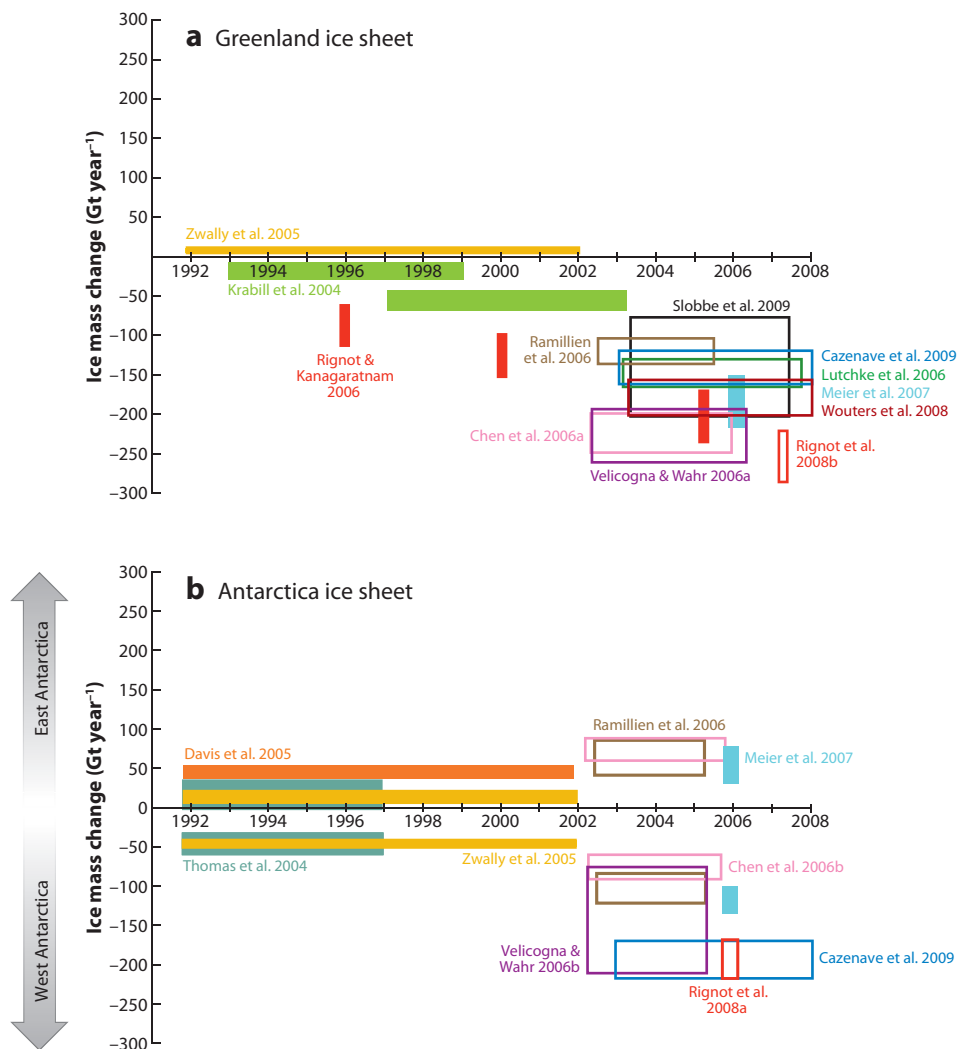 a Greenland ice sheet
Ice mass change (Gt year⁻¹)
300
250
200
150
100
50
Zwally et al. 2005
1992
1994
1996
1998
2000
2002
2004
2006
2008
Krabill et al. 2004
–50
–100
–150
–200
–250
–300
Rignot &
Kanagaratnam
2006
Slobbe et al. 2009
Ramillien
et al. 2006
Cazenave et al. 2009
Lutchke et al. 2006
Meier et al. 2007
Wouters et al. 2008
Chen et al. 2006a
Rignot et al.
2008b
Velicogna & Wahr 2006a
b Antarctica ice sheet
East Antarctica
West Antarctica
Ice mass change (Gt year⁻¹)
300
250
200
150
100
50
0
–50
–100
–150
–200
–250
–300
Ramillien et al. 2006
Davis et al. 2005
Meier et al. 2007
1992
1994
1996
1998
2000
2002
2004
2006
2008
Thomas et al. 2004
Zwally et al. 2005
Chen et al. 2006b
Velicogna &
Wahr 2006b
Cazenave et al. 2009
Rignot et al.
2008a